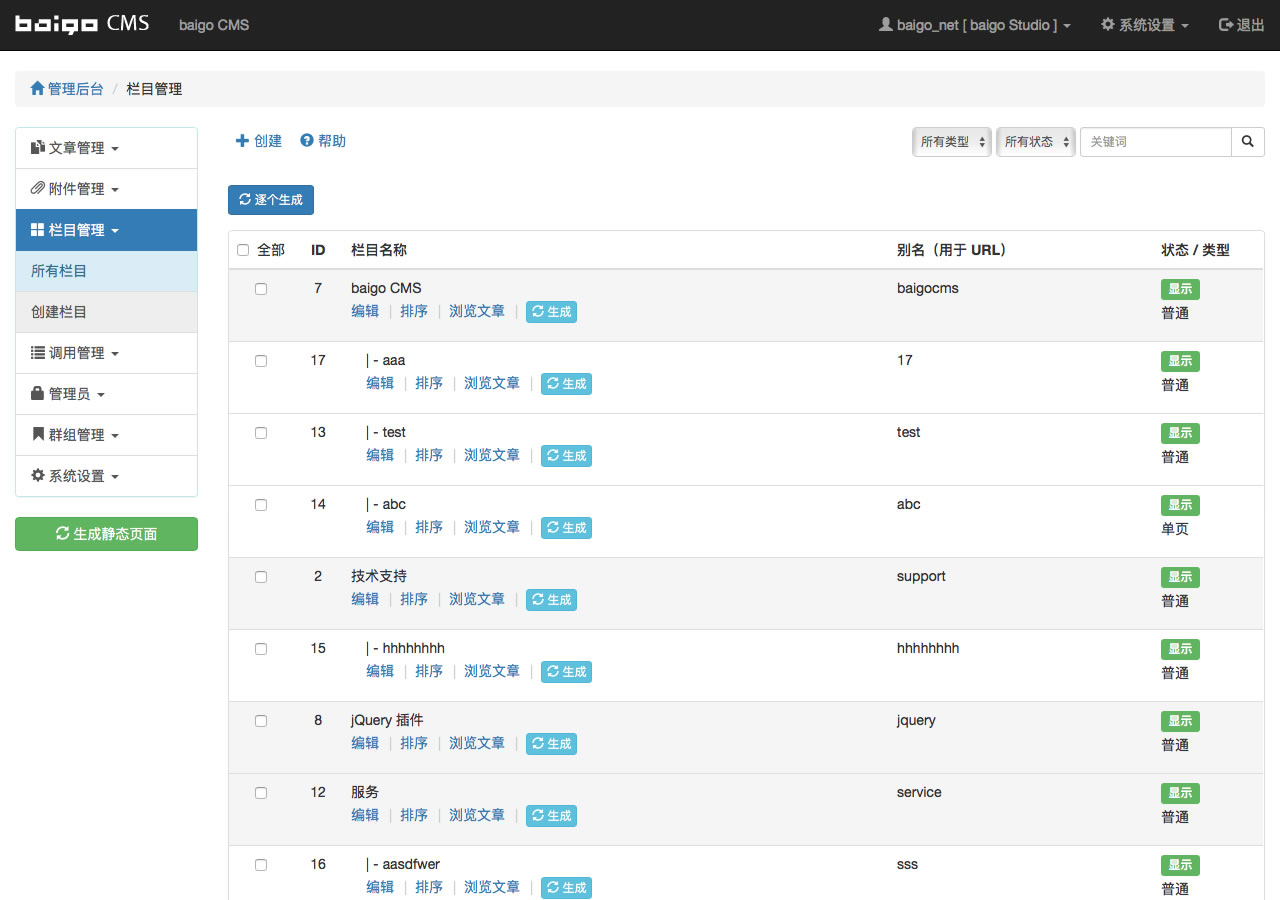 baigo CMS baigo CMS baigo_net [ baigo Studio ] 系统设置 退出
管理后台 / 栏目管理
文章管理
附件管理
栏目管理
所有栏目
创建栏目
调用管理
管理员
群组管理
系统设置
生成静态页面
创建 帮助 所有类型 所有状态 关键词
逐个生成
全部 ID 栏目名称 别名（用于 URL） 状态 / 类型
7 baigo CMS baigocms 显示
编辑 | 排序 | 浏览文章 | 生成 普通
17 | - aaa 17 显示
编辑 | 排序 | 浏览文章 | 生成 普通
13 | - test test 显示
编辑 | 排序 | 浏览文章 | 生成 普通
14 | - abc abc 显示
编辑 | 排序 | 浏览文章 | 生成 单页
2 技术支持 support 显示
编辑 | 排序 | 浏览文章 | 生成 普通
15 | - hhhhhhhh hhhhhhhh 显示
编辑 | 排序 | 浏览文章 | 生成 普通
8 jQuery 插件 jquery 显示
编辑 | 排序 | 浏览文章 | 生成 普通
12 服务 service 显示
编辑 | 排序 | 浏览文章 | 生成 普通
16 | - aasdfwer sss 显示
编辑 | 排序 | 浏览文章 | 生成 普通